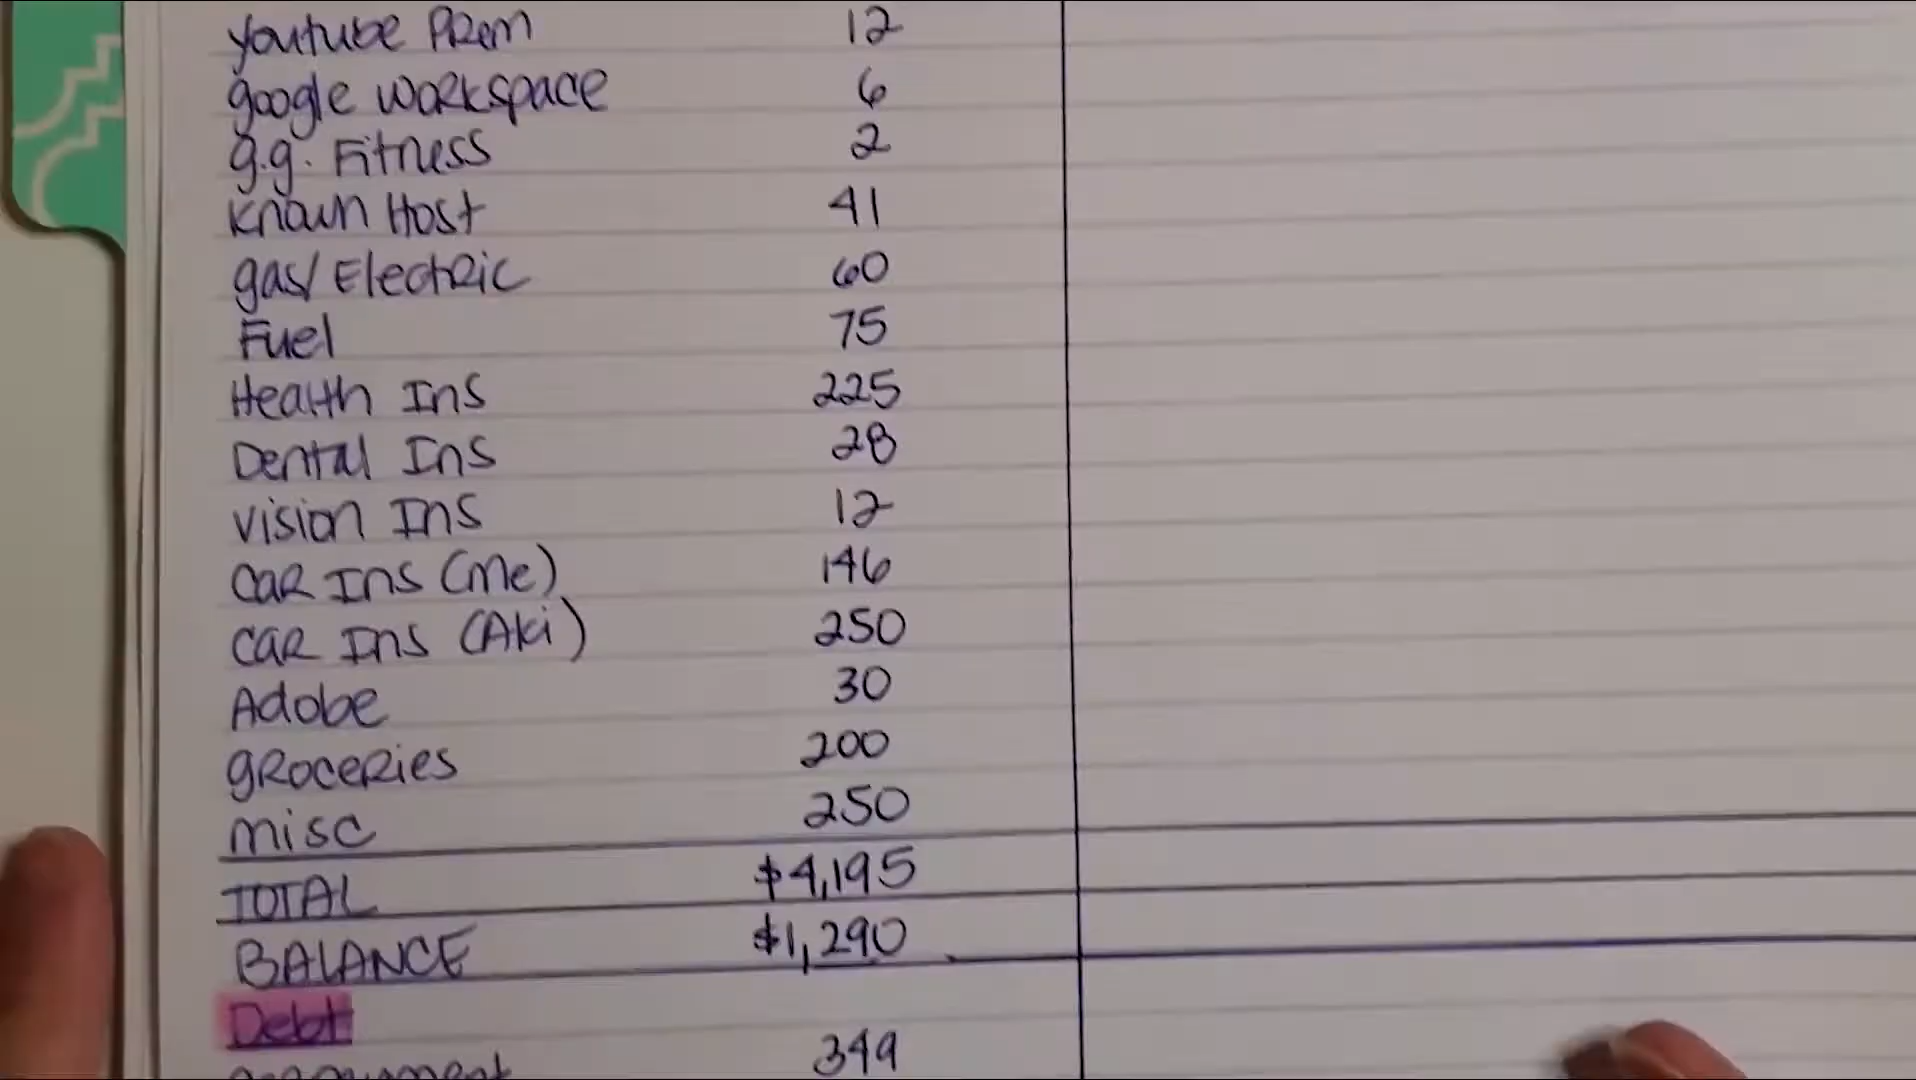 Youtube Prem 12
google workspace 6
g.g. Fitness 2
Known Host 41
gas/Electric 60
Fuel 75
Health Ins 225
Dental Ins 28
Vision Ins 12
Car Ins (Me) 146
Car Ins (Aki) 250
Adobe 30
groceries 200
misc 250
TOTAL $4,195
BALANCE $1,290
Debt
349